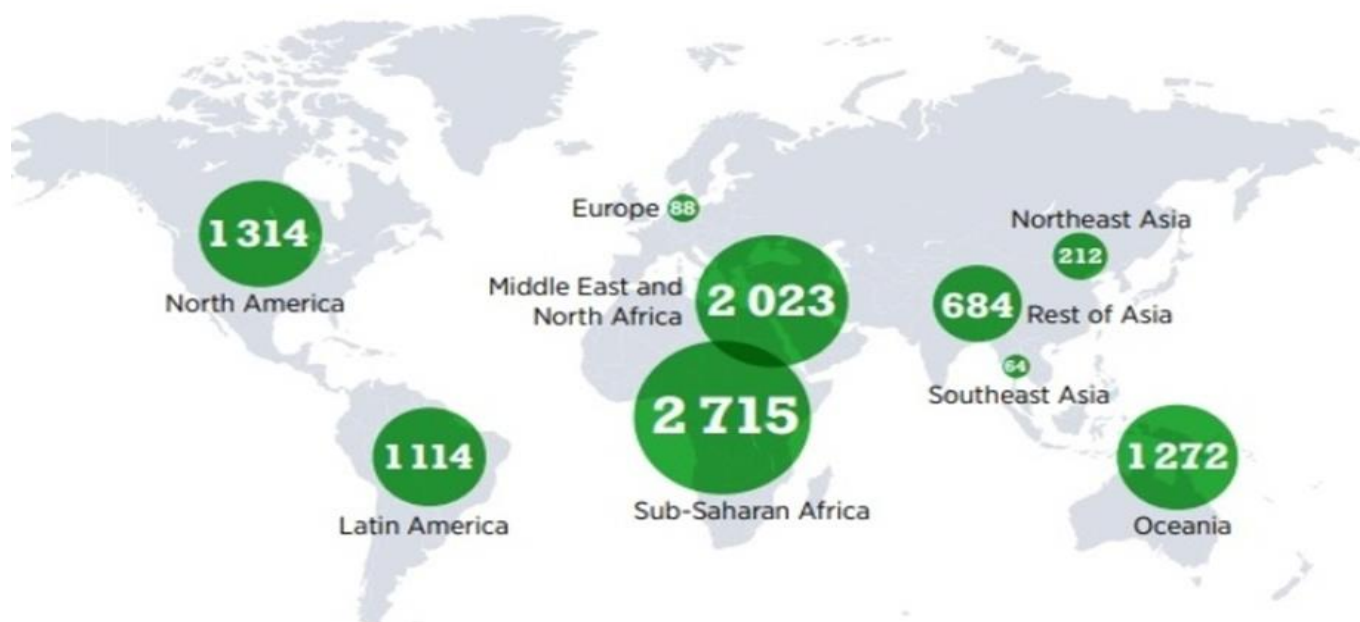 1 314
North America
Europe 88
Northeast Asia
212
Middle East and
North Africa
2 023
684
Rest of Asia
64
Southeast Asia
2 715
Sub-Saharan Africa
1 114
Latin America
1 272
Oceania